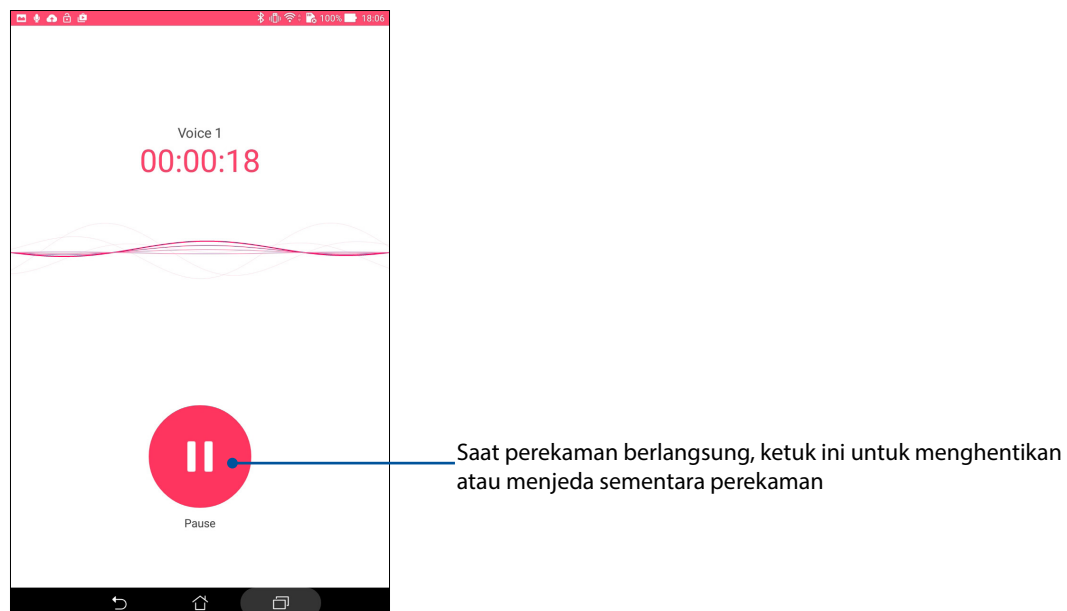 100% 18:06
Voice 1
00:00:18
Saat perekaman berlangsung, ketuk ini untuk menghentikan
atau menjeda sementara perekaman
Pause